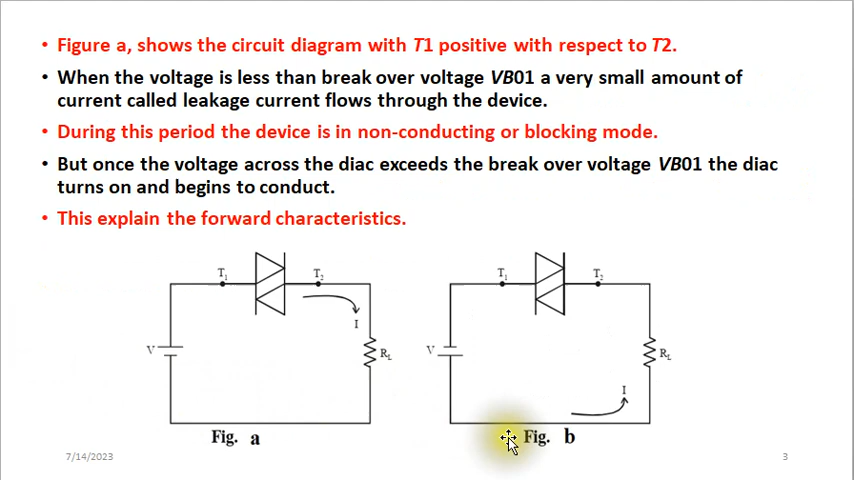 • Figure a, shows the circuit diagram with T1 positive with respect to T2.
• When the voltage is less than break over voltage VB01 a very small amount of
current called leakage current flows through the device.
• During this period the device is in non-conducting or blocking mode.
• But once the voltage across the diac exceeds the break over voltage VB01 the diac
turns on and begins to conduct.
• This explain the forward characteristics.
T₁ T₂ T₁ T₂
I
V R_L V R_L
I
Fig. a Fig. b
7/14/2023 3